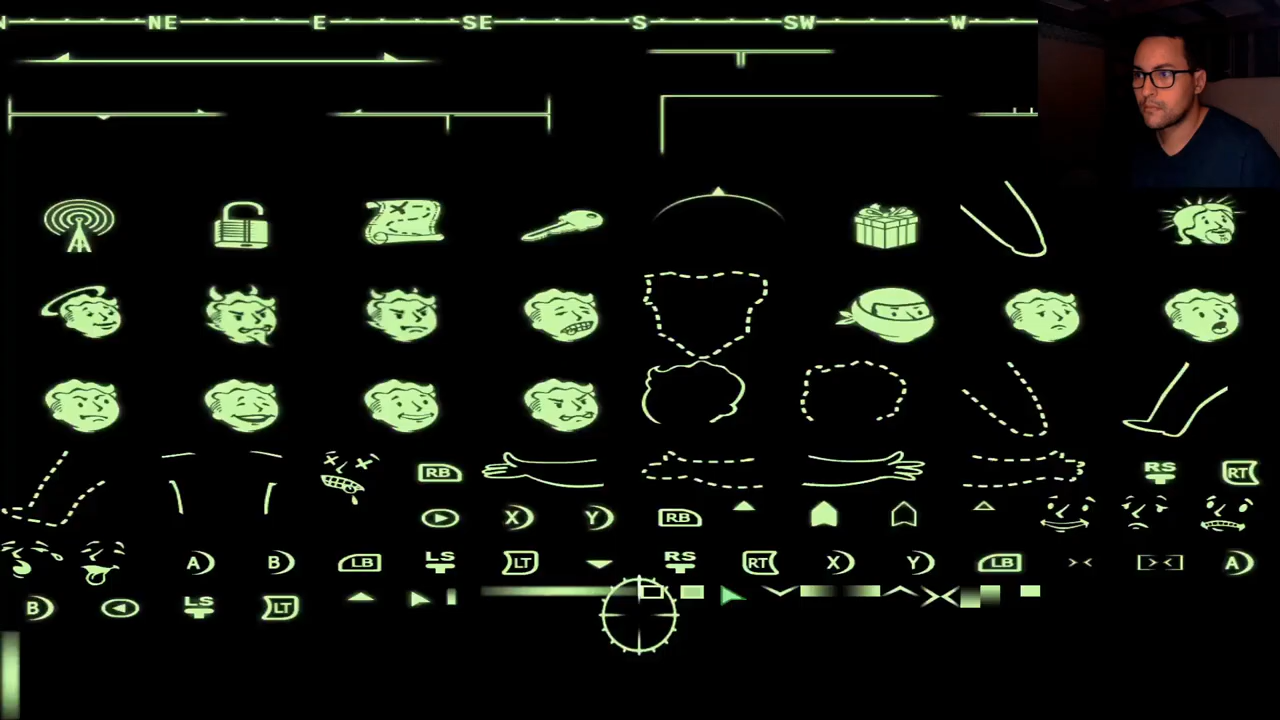 N NE E SE S SW W
RB RS RT
X Y RB
A B LB LS LT RS RT X Y LB A
B LS LT